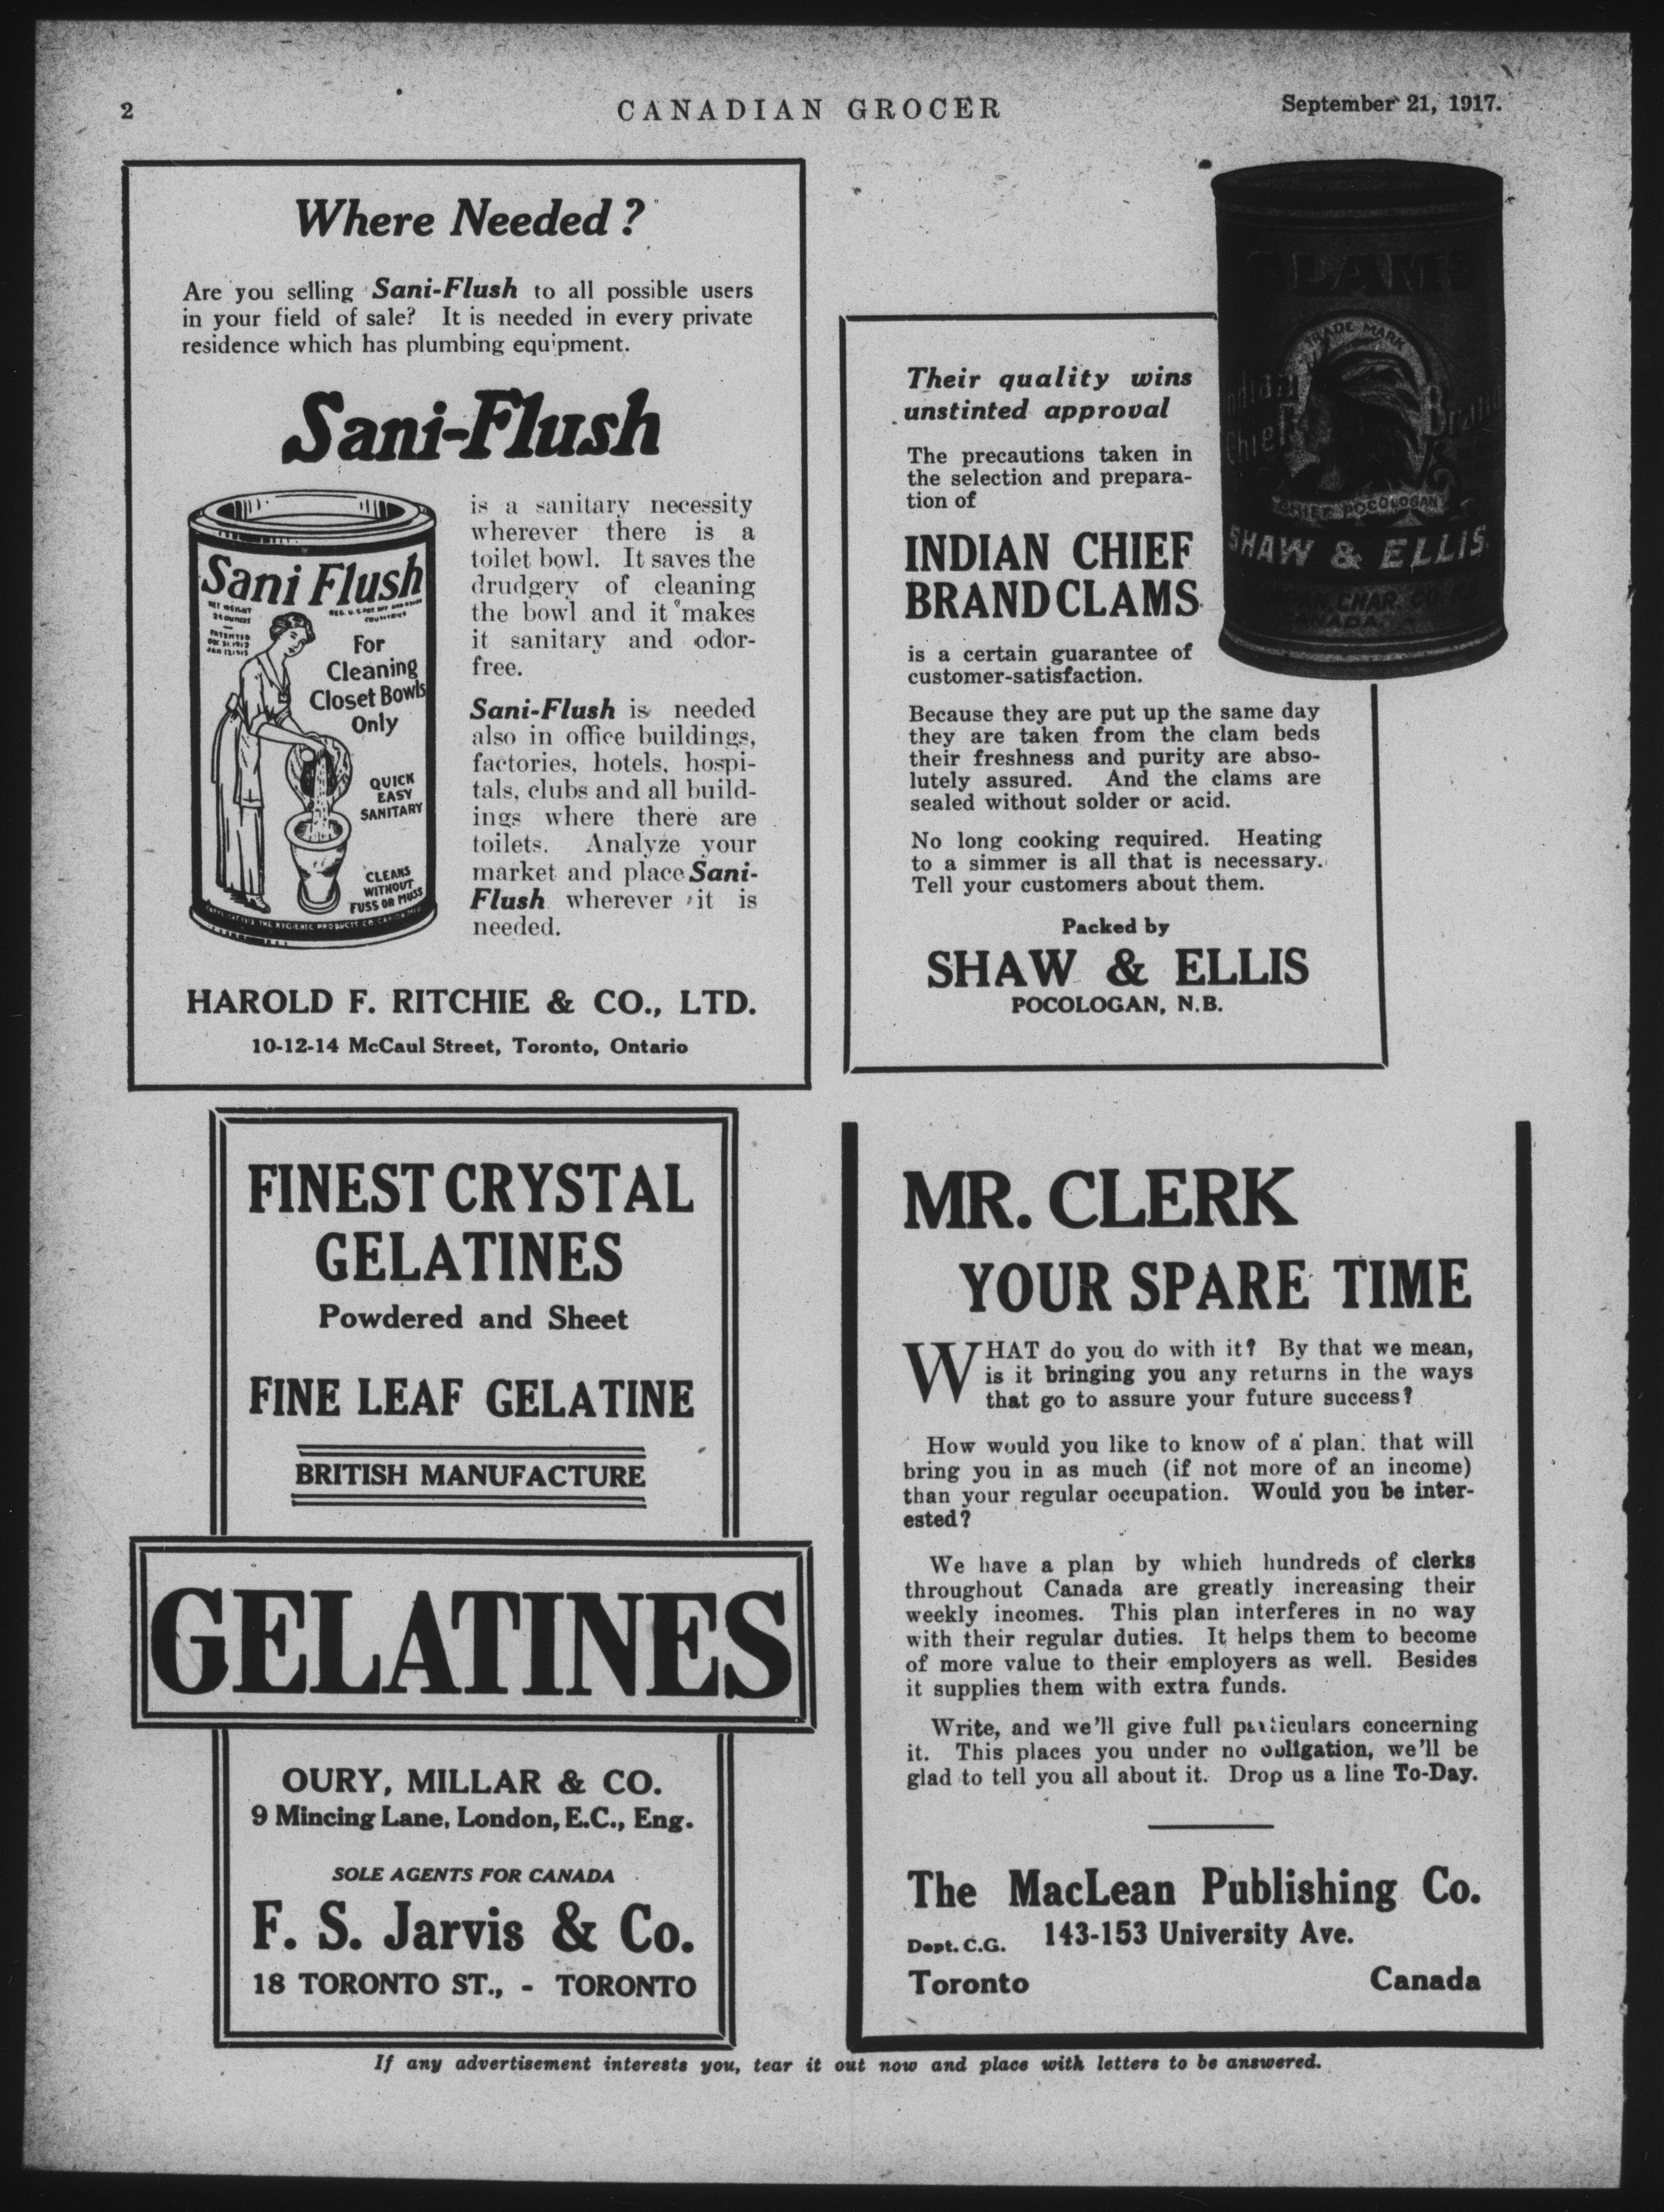 2
CANADIAN GROCER
September 21, 1917.
Where Needed?
Are you selling Sani-Flush to all possible users
in your field of sale? It is needed in every private
residence which has plumbing equipment.
Sani-Flush
Sani Flush
NET WEIGHT
24 OUNCES
PATENTED
For
Cleaning
Closet Bowls
Only
QUICK
EASY
SANITARY
CLEANS
WITHOUT
FUSS OR MUSS
THE HYGIENIC PRODUCTS CO.
is a sanitary necessity
wherever there is a
toilet bowl. It saves the
drudgery of cleaning
the bowl and it makes
it sanitary and odor-
free.
Sani-Flush is needed
also in office buildings,
factories, hotels, hospi-
tals, clubs and all build-
ings where there are
toilets. Analyze your
market and place Sani-
Flush wherever it is
needed.
HAROLD F. RITCHIE & CO., LTD.
10-12-14 McCaul Street, Toronto, Ontario
CLAMS
TRADE MARK
Indian
Chief
Brand
CHIEF POCOLOGAN
SHAW & ELLIS
CANADA
Their quality wins
unstinted approval
The precautions taken in
the selection and prepara-
tion of
INDIAN CHIEF
BRAND CLAMS
is a certain guarantee of
customer-satisfaction.
Because they are put up the same day
they are taken from the clam beds
their freshness and purity are abso-
lutely assured. And the clams are
sealed without solder or acid.
No long cooking required. Heating
to a simmer is all that is necessary.
Tell your customers about them.
Packed by
SHAW & ELLIS
POCOLOGAN, N.B.
FINEST CRYSTAL
GELATINES
Powdered and Sheet
FINE LEAF GELATINE
BRITISH MANUFACTURE
GELATINES
OURY, MILLAR & CO.
9 Mincing Lane, London, E.C., Eng.
SOLE AGENTS FOR CANADA
F. S. Jarvis & Co.
18 TORONTO ST., - TORONTO
MR. CLERK
YOUR SPARE TIME
WHAT do you do with it? By that we mean,
is it bringing you any returns in the ways
that go to assure your future success?
How would you like to know of a plan that will
bring you in as much (if not more of an income)
than your regular occupation. Would you be inter-
ested?
We have a plan by which hundreds of clerks
throughout Canada are greatly increasing their
weekly incomes. This plan interferes in no way
with their regular duties. It helps them to become
of more value to their employers as well. Besides
it supplies them with extra funds.
Write, and we'll give full particulars concerning
it. This places you under no obligation, we'll be
glad to tell you all about it. Drop us a line To-Day.
The MacLean Publishing Co.
Dept. C.G. 143-153 University Ave.
Toronto Canada
If any advertisement interests you, tear it out now and place with letters to be answered.